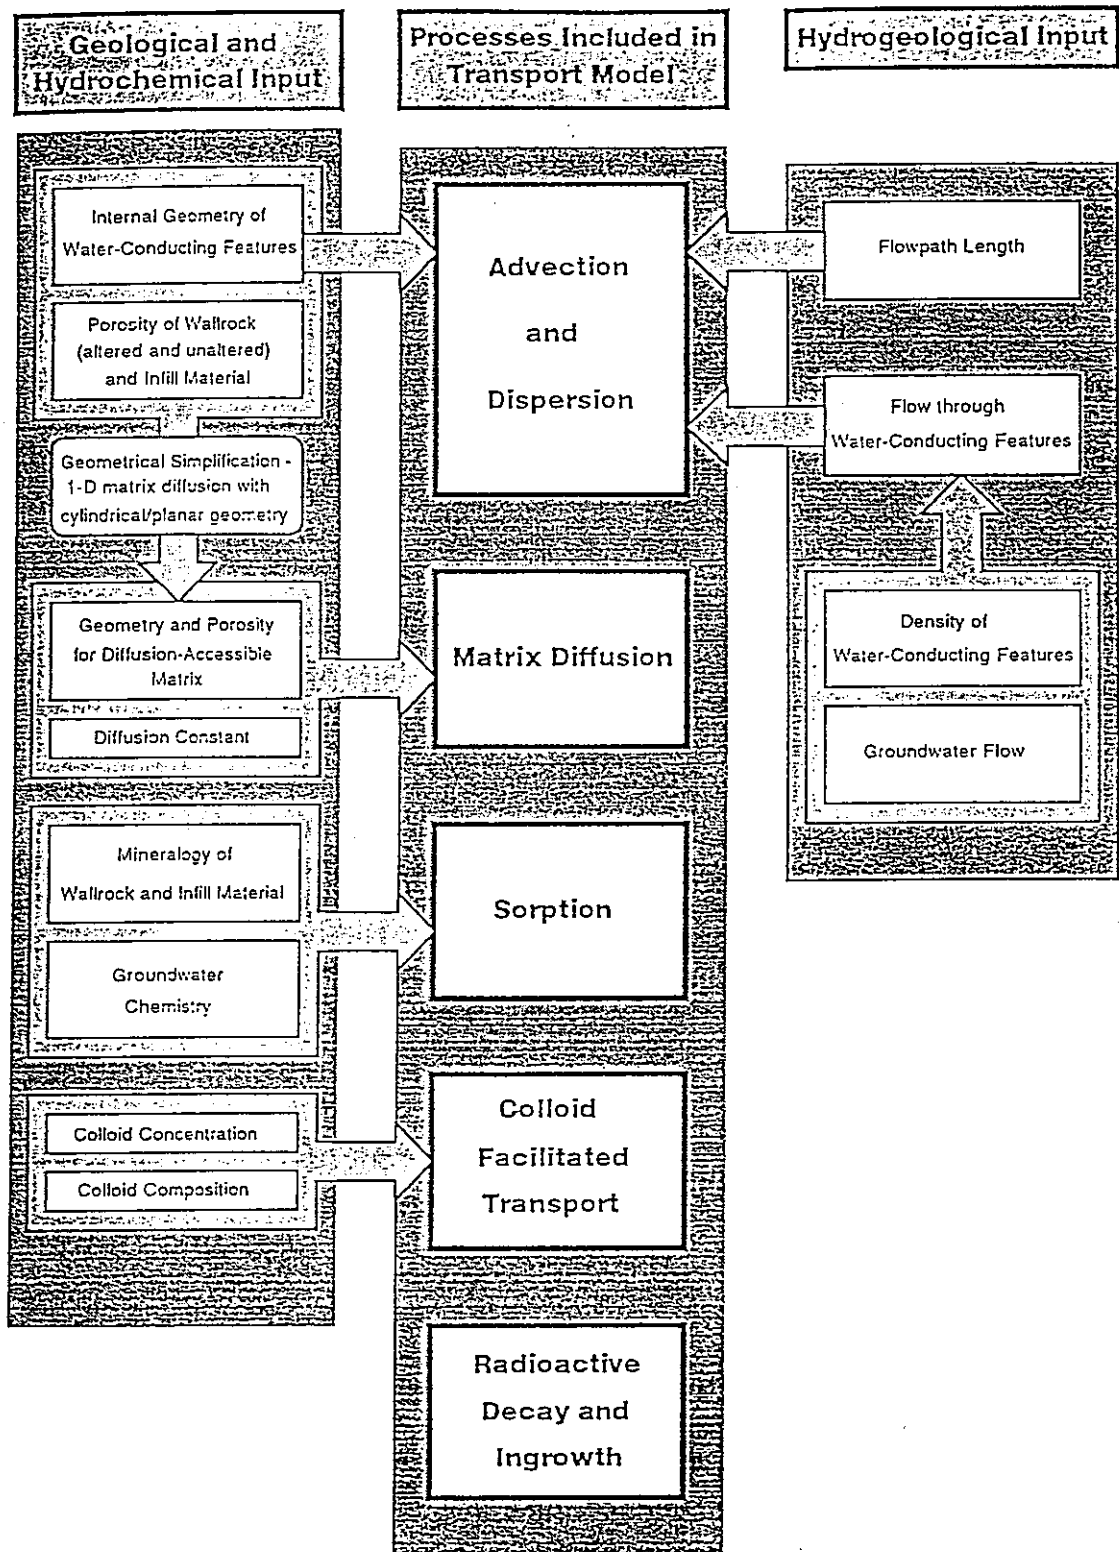 Geological and
Hydrochemical Input
Processes Included in
Transport Model
Hydrogeological Input
Internal Geometry of
Water-Conducting Features
Porosity of Wallrock
(altered and unaltered)
and Infill Material
Geometrical Simplification -
1-D matrix diffusion with
cylindrical/planar geometry
Geometry and Porosity
for Diffusion-Accessible
Matrix
Diffusion Constant
Mineralogy of
Wallrock and Infill Material
Groundwater
Chemistry
Colloid Concentration
Colloid Composition
Advection
and
Dispersion
Matrix Diffusion
Sorption
Colloid
Facilitated
Transport
Radioactive
Decay and
Ingrowth
Flowpath Length
Flow through
Water-Conducting Features
Density of
Water-Conducting Features
Groundwater Flow